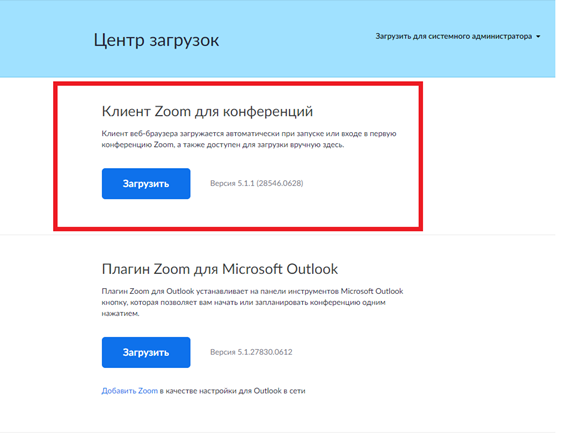 Центр загрузок
Загрузить для системного администратора
Клиент Zoom для конференций
Клиент веб-браузера загружается автоматически при запуске или входе в первую
конференцию Zoom, а также доступен для загрузки вручную здесь.
Загрузить
Версия 5.1.1 (28546.0628)
Плагин Zoom для Microsoft Outlook
Плагин Zoom для Outlook устанавливает на панели инструментов Microsoft Outlook
кнопку, которая позволяет вам начать или запланировать конференцию одним
нажатием.
Загрузить
Версия 5.1.27830.0612
Добавить Zoom в качестве настройки для Outlook в сети